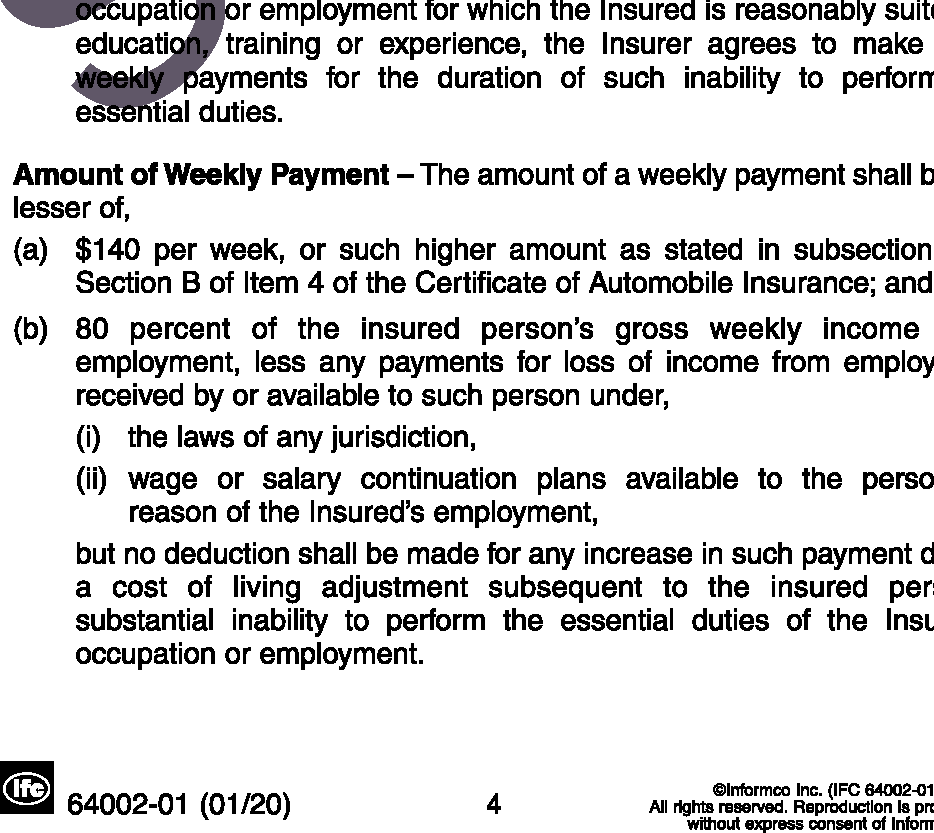 occupation or employment for which the Insured is reasonably
education, training or experience, the Insurer agrees to make
weekly payments for the duration of such inability to perform
essential duties.
Amount of Weekly Payment – The amount of a weekly payment shall
lesser of,
(a) $140 per week, or such higher amount as stated in subsection
Section B of Item 4 of the Certificate of Automobile Insurance; and
(b) 80 percent of the insured person's gross weekly income
employment, less any payments for loss of income from
received by or available to such person under,
(i) the laws of any jurisdiction,
(ii) wage or salary continuation plans available to the
reason of the Insured's employment,
but no deduction shall be made for any increase in such payment
a cost of living adjustment subsequent to the insured
substantial inability to perform the essential duties of the
occupation or employment.
ifc 64002-01 (01/20) 4
©Informco Inc. (IFC 64002-01
All rights reserved. Reproduction is
without express consent of